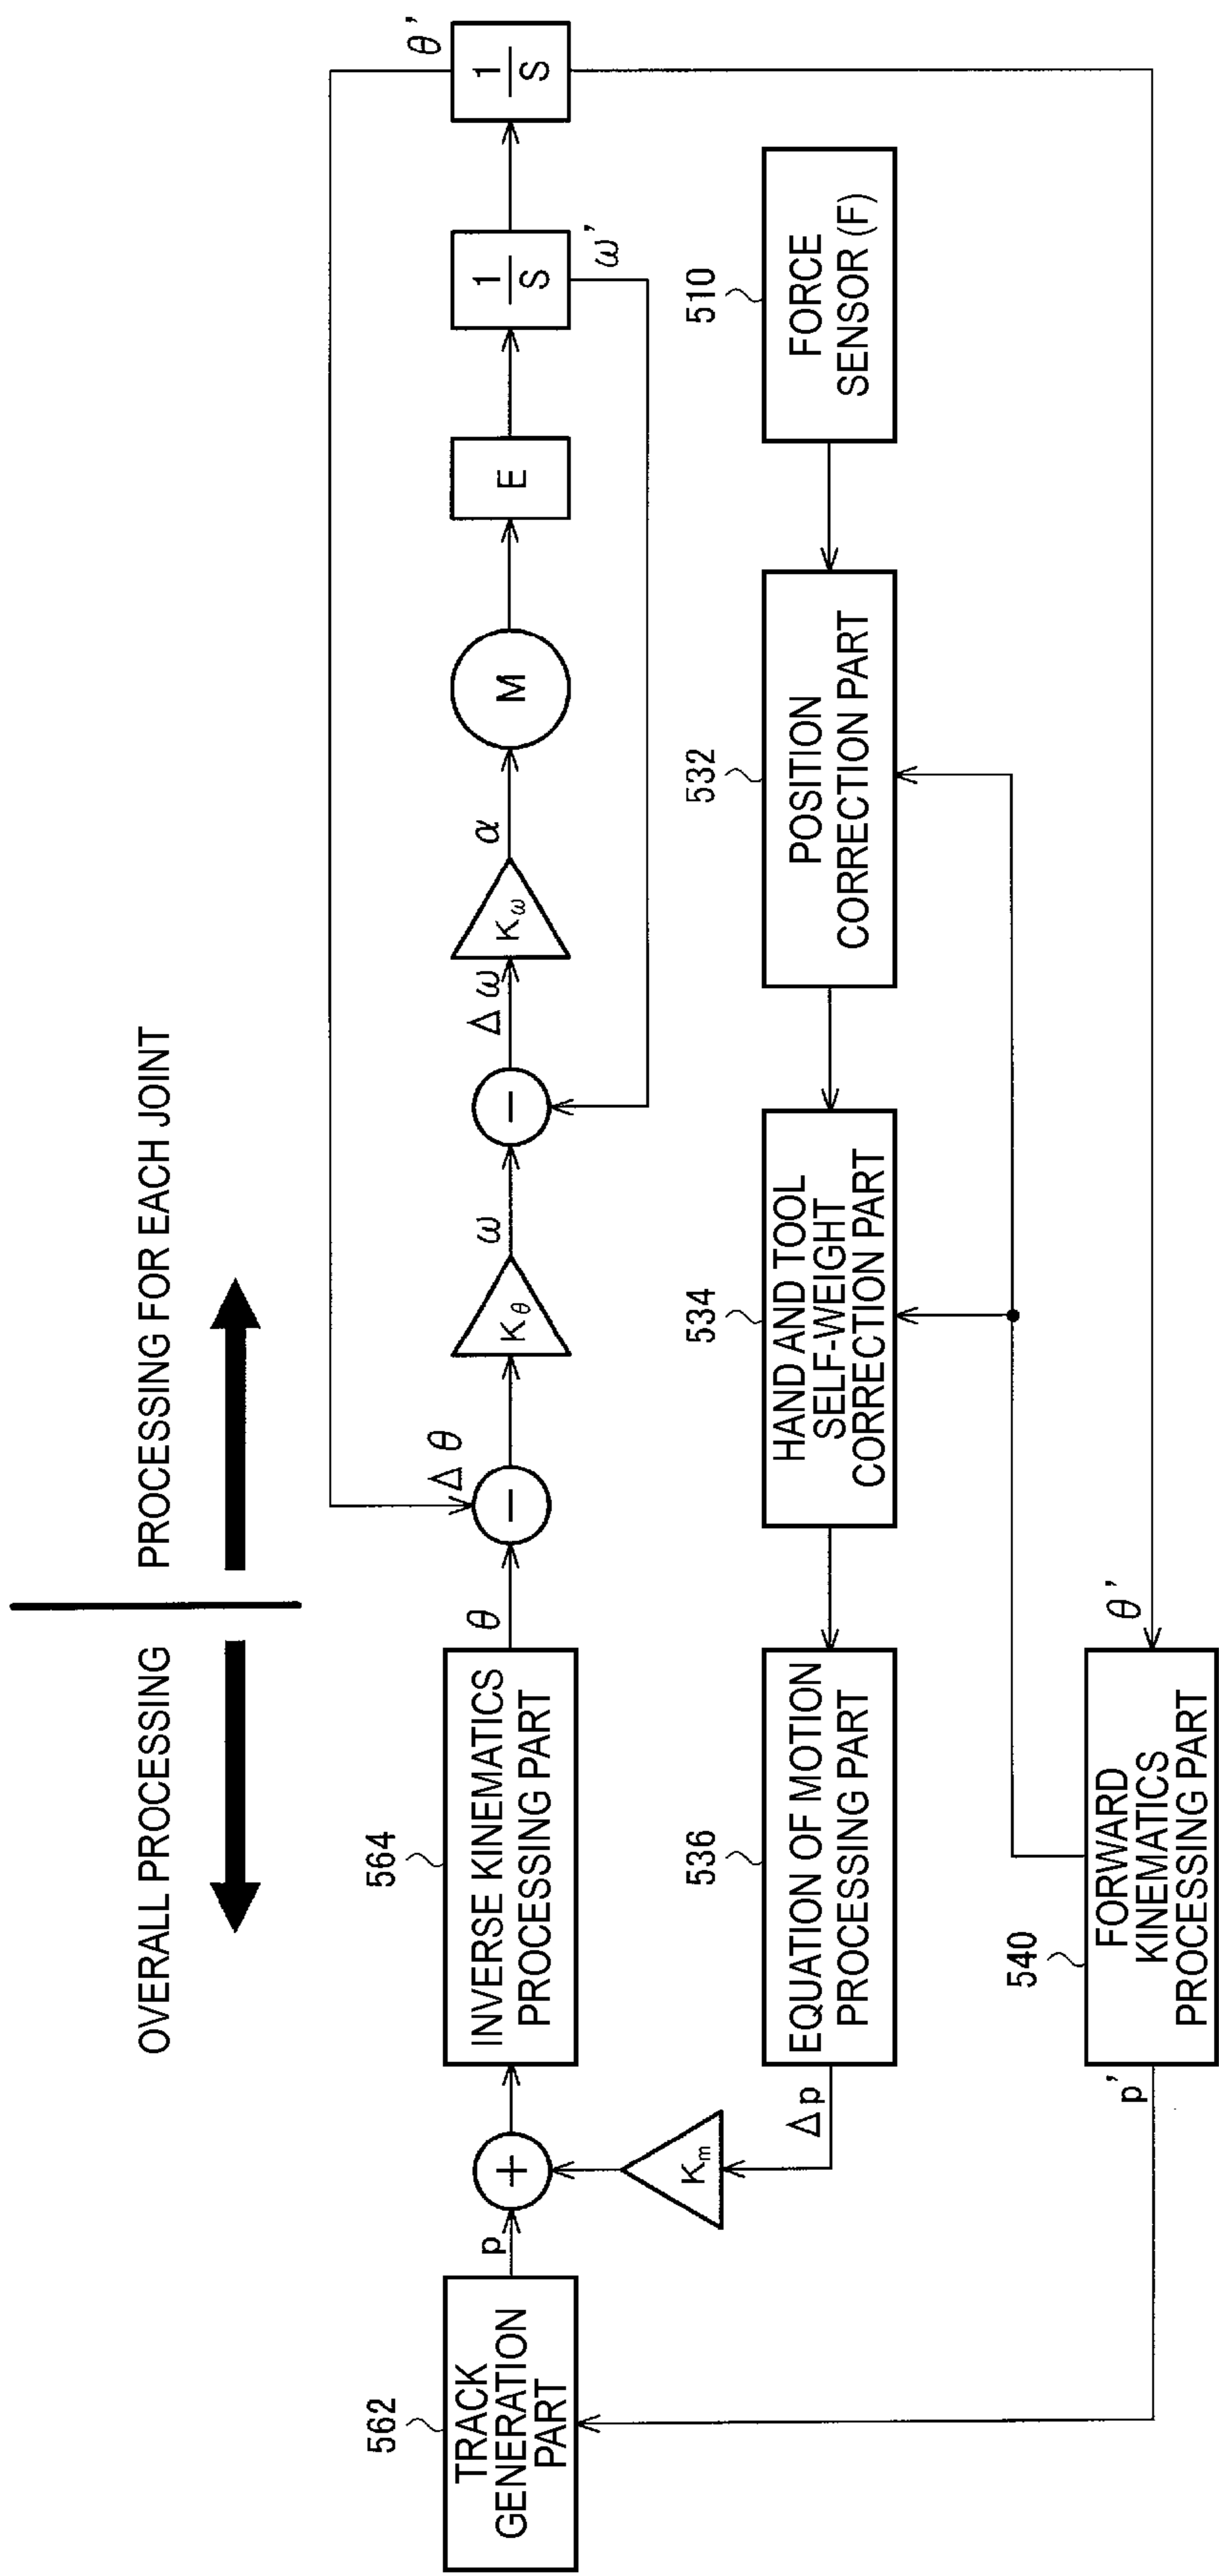 OVERALL PROCESSING
PROCESSING FOR EACH JOINT
562
TRACK
GENERATION
PART
p
+
Km
Δp
564
INVERSE KINEMATICS
PROCESSING PART
θ
−
Δθ
Kθ
ω
−
Δω
Kω
α
M
E
1
S
ω'
1
S
θ'
536
EQUATION OF MOTION
PROCESSING PART
534
HAND AND TOOL
SELF-WEIGHT
CORRECTION PART
532
POSITION
CORRECTION PART
510
FORCE
SENSOR (F)
p'
540
FORWARD
KINEMATICS
PROCESSING PART
θ'